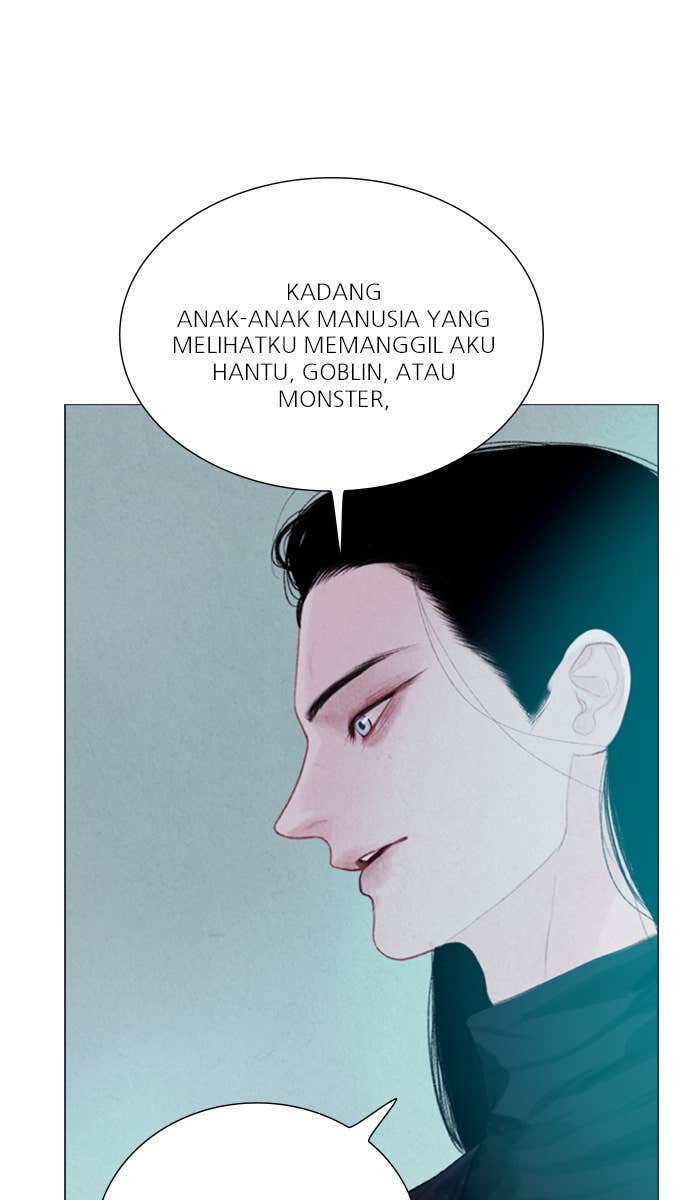 KADANG
ANAK-ANAK MANUSIA YANG
MELIHATKU MEMANGGIL AKU
HANTU, GOBLIN, ATAU
MONSTER,